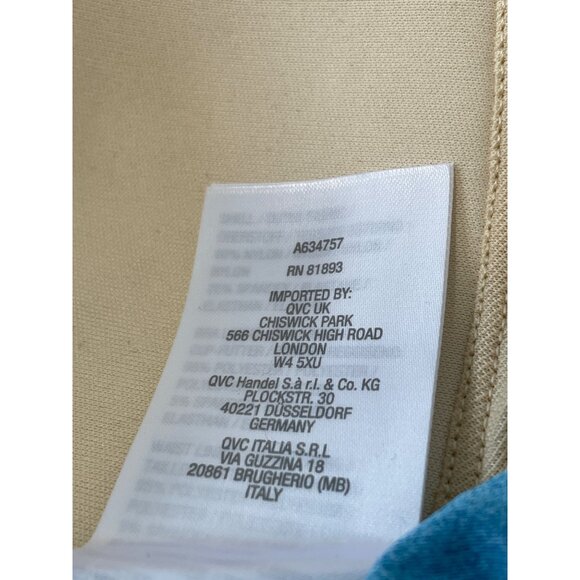 A634757
RN 81893
IMPORTED BY:
QVC UK
CHISWICK PARK
566 CHISWICK HIGH ROAD
LONDON
W4 5XU
QVC Handel S.à r.l. & Co. KG
PLOCKSTR. 30
40221 DÜSSELDORF
GERMANY
QVC ITALIA S.R.L
VIA GUZZINA 18
20861 BRUGHERIO (MB)
ITALY